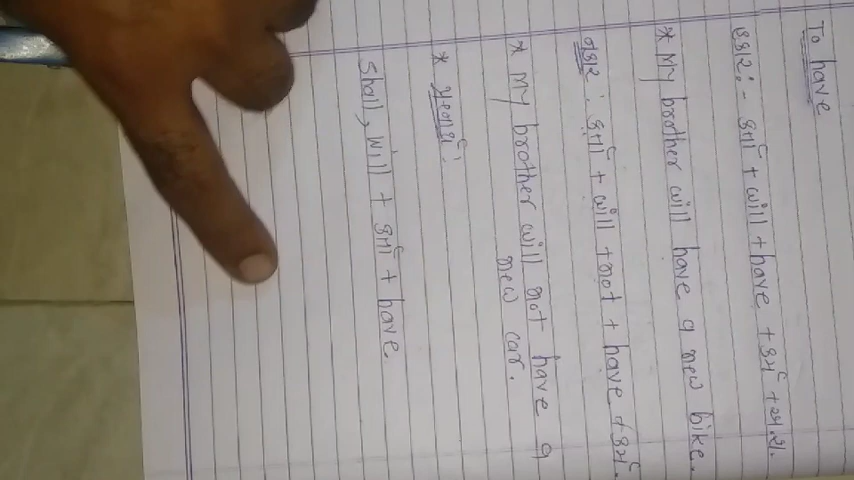 To have
હકાર :- કર્તા + will + have + કર્મ + અ.શ.
* My brother will have a new bike.
નકાર : કર્તા + will + not + have + કર્મ.
* My brother will not have a
new car.
* પ્રશ્નાર્થ :
Shall, will + કર્તા + have